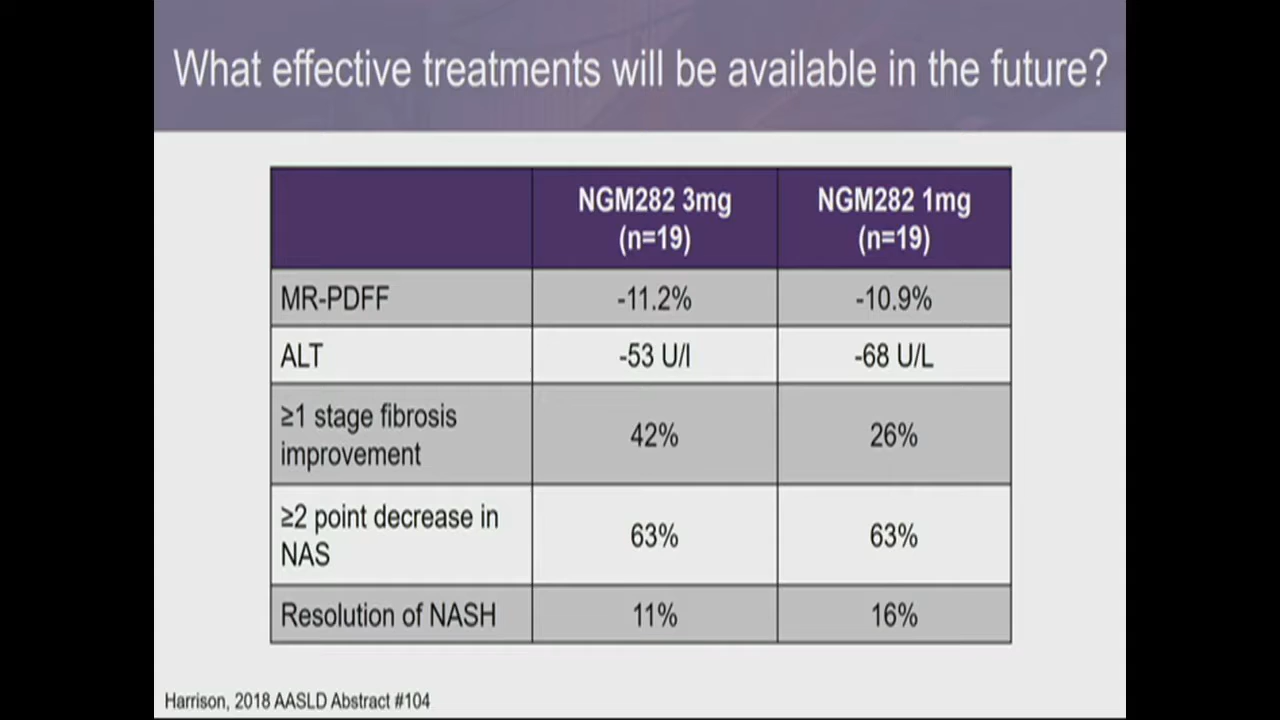 What effective treatments will be available in the future?
NGM282 3mg NGM282 1mg
(n=19) (n=19)
MR-PDFF -11.2% -10.9%
ALT -53 U/l -68 U/L
≥1 stage fibrosis
improvement 42% 26%
≥2 point decrease in
NAS 63% 63%
Resolution of NASH 11% 16%
Harrison, 2018 AASLD Abstract #104